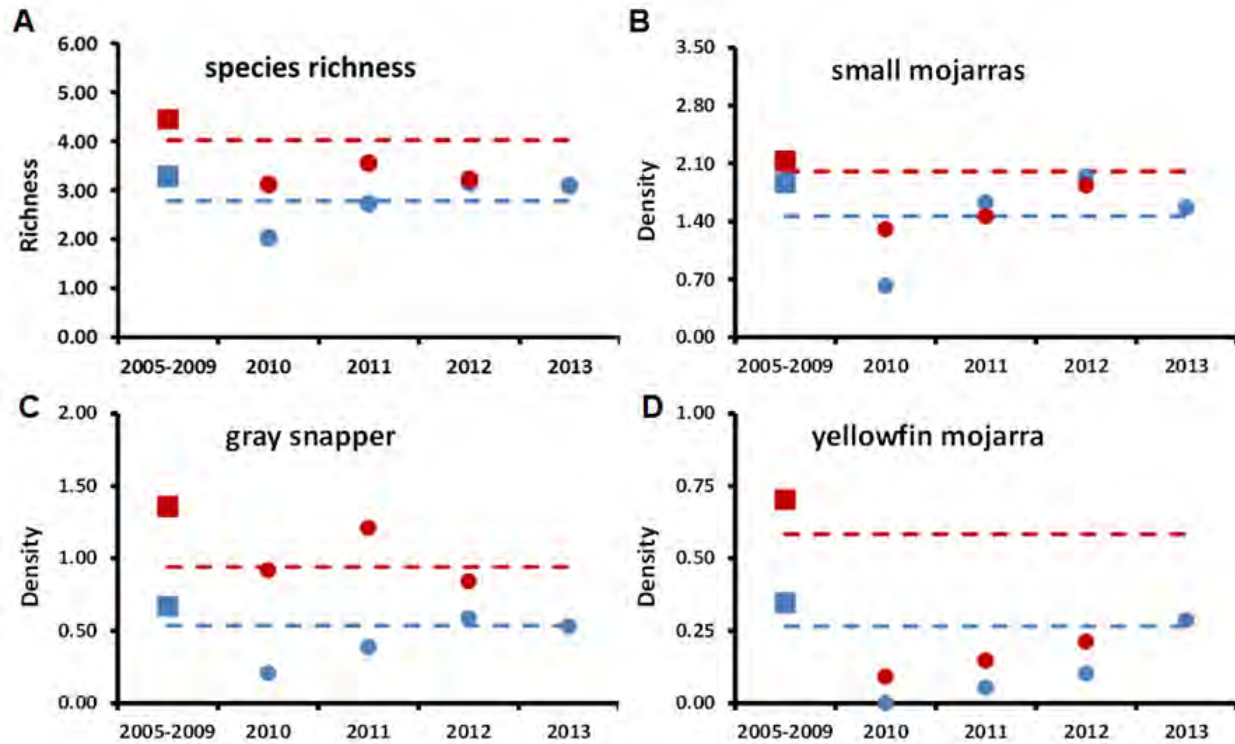 A
species richness
6.00
5.00
4.00
3.00
2.00
1.00
0.00
Richness
2005-2009 2010 2011 2012 2013
B
small mojarras
3.50
2.80
2.10
1.40
0.70
0.00
Density
2005-2009 2010 2011 2012 2013
C
gray snapper
2.00
1.50
1.00
0.50
0.00
Density
2005-2009 2010 2011 2012 2013
D
yellowfin mojarra
1.00
0.75
0.50
0.25
0.00
Density
2005-2009 2010 2011 2012 2013